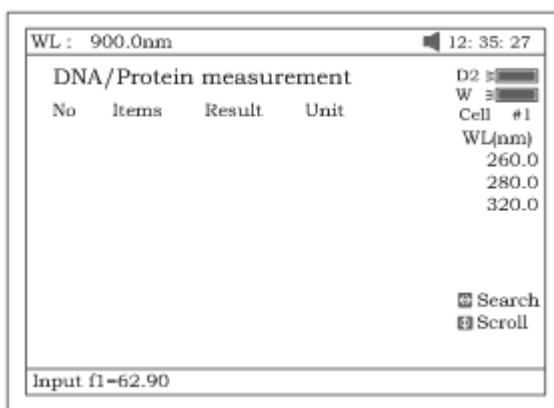 WL : 900.0nm 12: 35: 27
DNA/Protein measurement
D2
W
No Items Result Unit
Cell #1
WL(nm)
260.0
280.0
320.0
Search
Scroll
Input f1=62.90